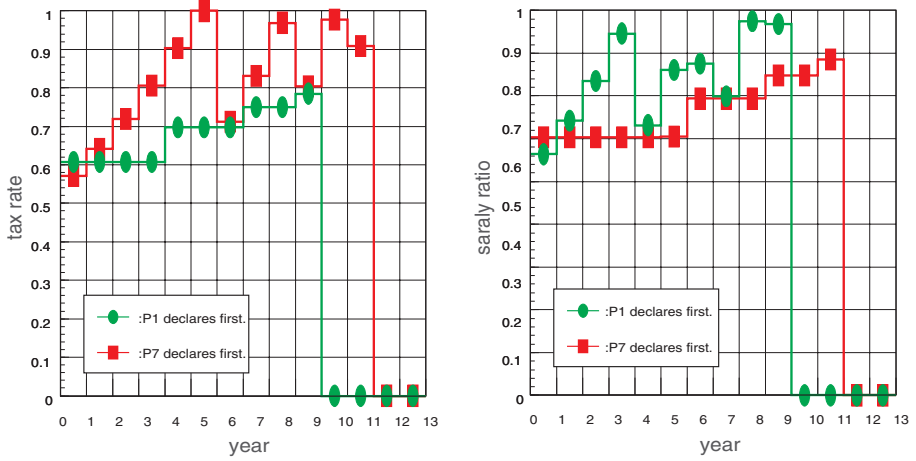 1
0.9
0.8
0.7
0.6
0.5
0.4
0.3
0.2
0.1
0
tax rate
:P1 declares first.
:P7 declares first.
0 1 2 3 4 5 6 7 8 9 10 11 12 13
year
1
0.9
0.8
0.7
0.6
0.5
0.4
0.3
0.2
0.1
0
saraly ratio
:P1 declares first.
:P7 declares first.
0 1 2 3 4 5 6 7 8 9 10 11 12 13
year